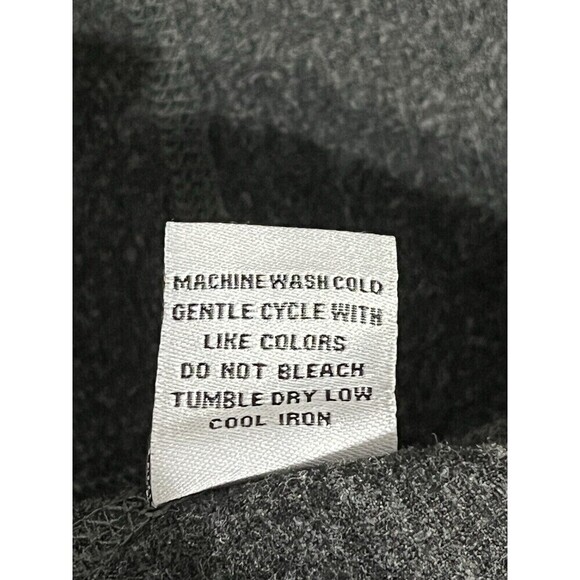 MACHINE WASH COLD
GENTLE CYCLE WITH
LIKE COLORS
DO NOT BLEACH
TUMBLE DRY LOW
COOL IRON